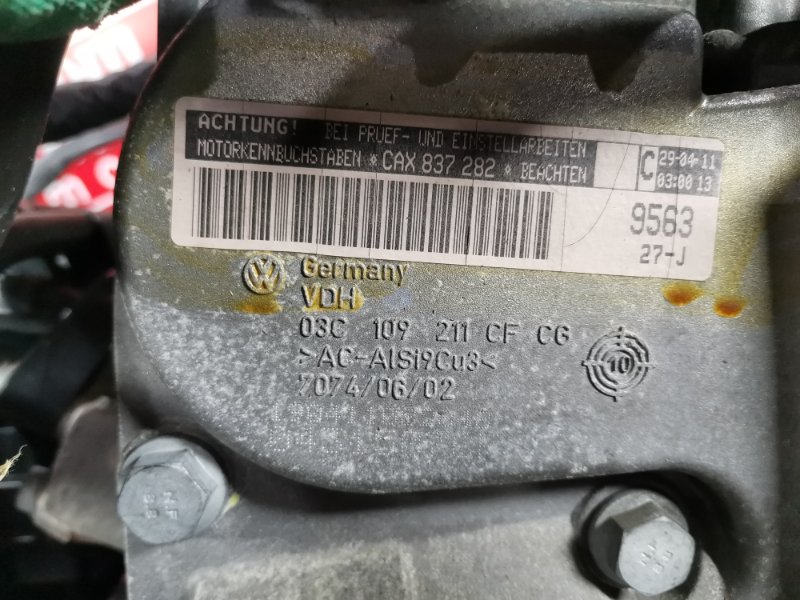 ACHTUNG! BEI PRUEF- UND EINSTELLARBEITEN
MOTORKENNBUCHSTABEN * CAX 837 282 * BEACHTEN
C
29-04-11
03:00 13
9563
27-J
VW Germany
VDH
03C 109 211 CF CG
>AC-AlSi9Cu3<
7074/06/02
10